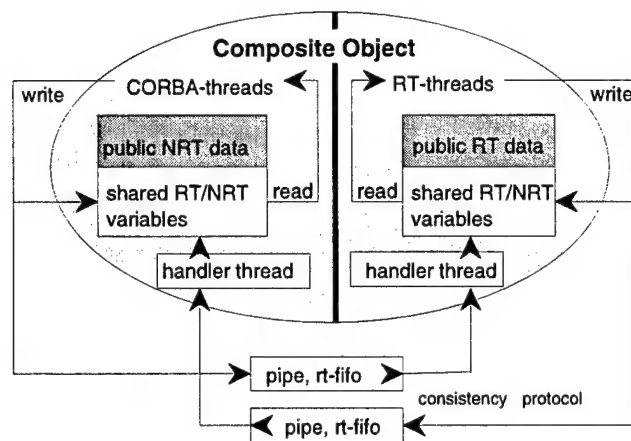 Composite Object
write
CORBA-threads
RT-threads
write
public NRT data
public RT data
shared RT/NRT
variables
read
read
shared RT/NRT
variables
handler thread
handler thread
pipe, rt-fifo
consistency protocol
pipe, rt-fifo